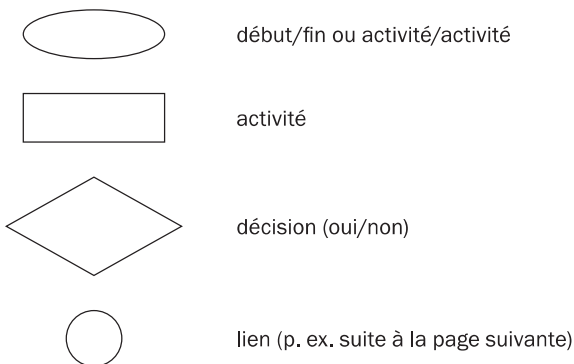 début/fin ou activité/activité
activité
décision (oui/non)
lien (p. ex. suite à la page suivante)